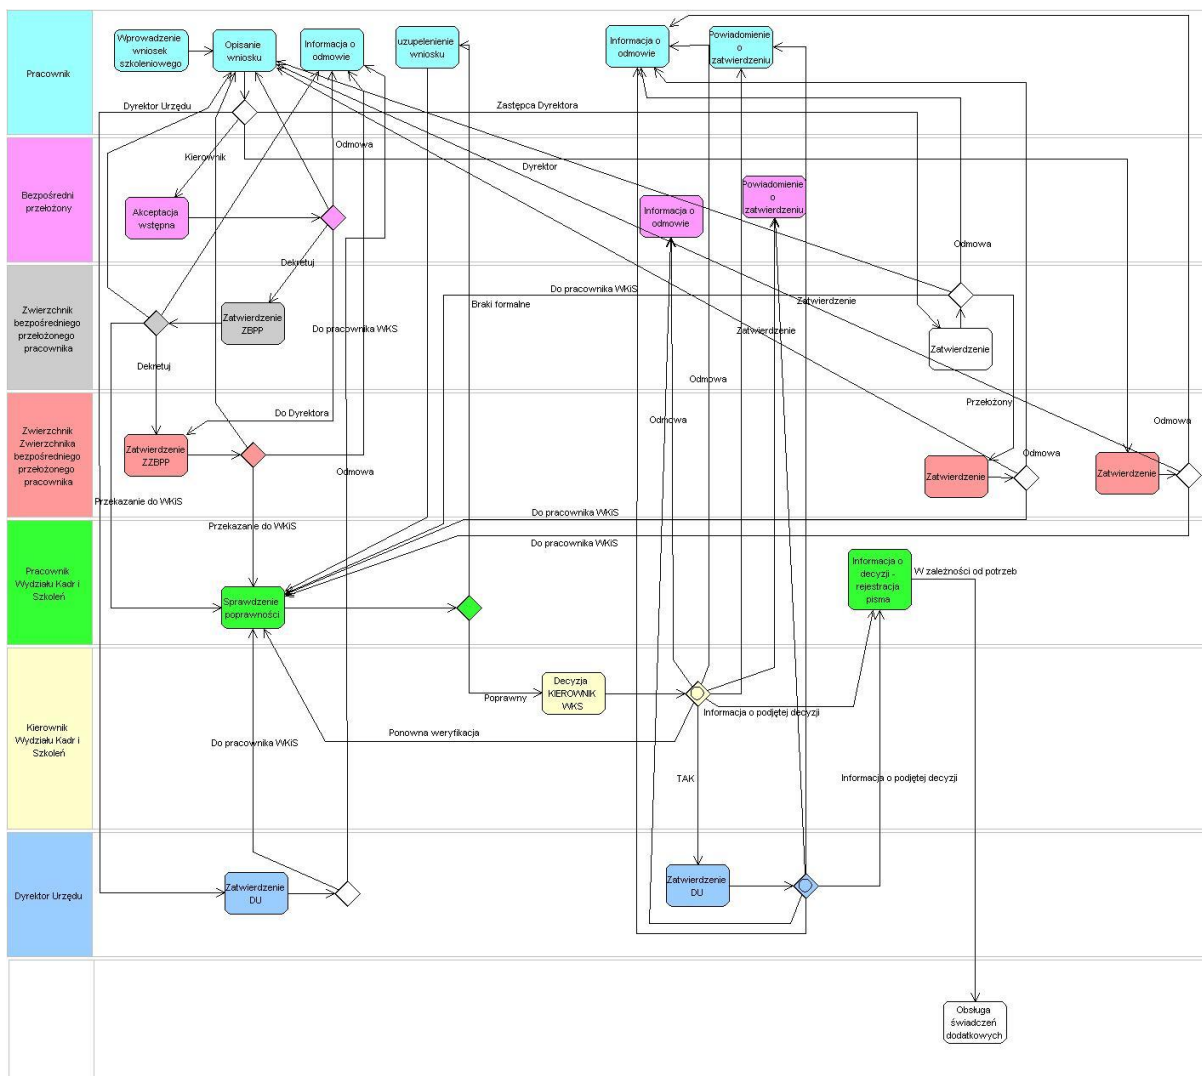 Pracownik
Wprowadzenie
wniosek
szkoleniowego
Opisanie
wniosku
Informacja o
odmowie
uzupelenienie
wniosku
Informacja o
odmowie
Powiadomienie
o
zatwierdzeniu
Dyrektor Urzędu
Zastępca Dyrektora
Kierownik
Odmowa
Dyrektor
Bezpośredni
przełożony
Akceptacja
wstępna
Informacja o
odmowie
Powiadomienie
o
zatwierdzeniu
Dekretuj
Odmowa
Zwierzchnik
bezpośredniego
przełożonego
pracownika
Zatwierdzenie
ZBPP
Do pracownika WKiS
Braki formalne
Zatwierdzenie
Zatwierdzenie
Do pracownika WKS
Zatwierdzenie
Dekretuj
Odmowa
Do Dyrektora
Odmowa
Przełożony
Odmowa
Zwierzchnik
Zwierzchnika
bezpośredniego
przełożonego
pracownika
Zatwierdzenie
ZZBPP
Odmowa
Odmowa
Zatwierdzenie
Zatwierdzenie
Przekazanie do WKiS
Przekazanie do WKiS
Do pracownika WKiS
Do pracownika WKiS
Pracownik
Wydziału Kadr i
Szkoleń
Sprawdzenie
poprawności
Informacja o
decyzji -
rejestracja
pisma
W zależności od potrzeb
Kierownik
Wydziału Kadr i
Szkoleń
Decyzja
KIEROWNIK
WKS
Poprawny
Informacja o podjętej decyzji
Ponowna weryfikacja
Do pracownika WKiS
TAK
Informacja o podjętej decyzji
Dyrektor Urzędu
Zatwierdzenie
DU
Zatwierdzenie
DU
Obsługa
świadczeń
dodatkowych